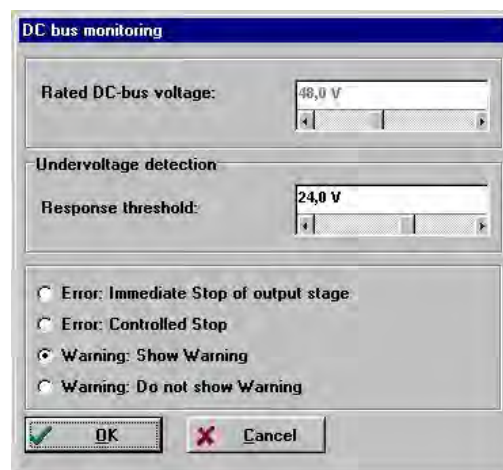 DC bus monitoring
Rated DC-bus voltage:
48,0 V
Undervoltage detection
Response threshold:
24,0 V
Error: Immediate Stop of output stage
Error: Controlled Stop
Warning: Show Warning
Warning: Do not show Warning
OK
Cancel